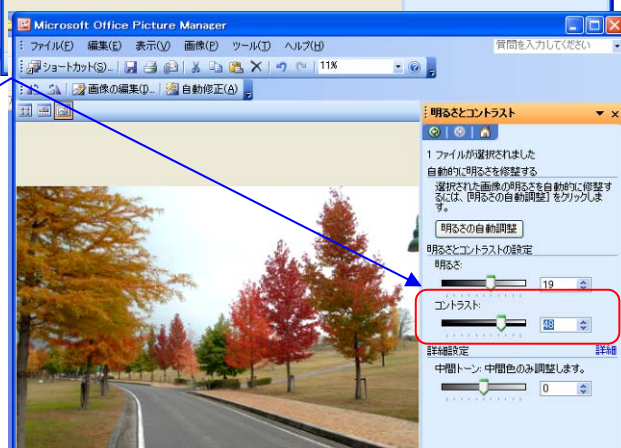 Microsoft Office Picture Manager
ファイル(F) 編集(E) 表示(V) 画像(P) ツール(T) ヘルプ(H) 質問を入力してください
ショートカット(S)... 11%
画像の編集(I)... 自動修正(A)
明るさとコントラスト
1 ファイルが選択されました
自動的に明るさを修整する
選択された画像の明るさを自動的に修整す
るには、[明るさの自動調整] をクリックしま
す。
明るさの自動調整
明るさとコントラストの設定
明るさ:
19
コントラスト:
48
詳細設定 詳細
中間トーン: 中間色のみ調整します。
0